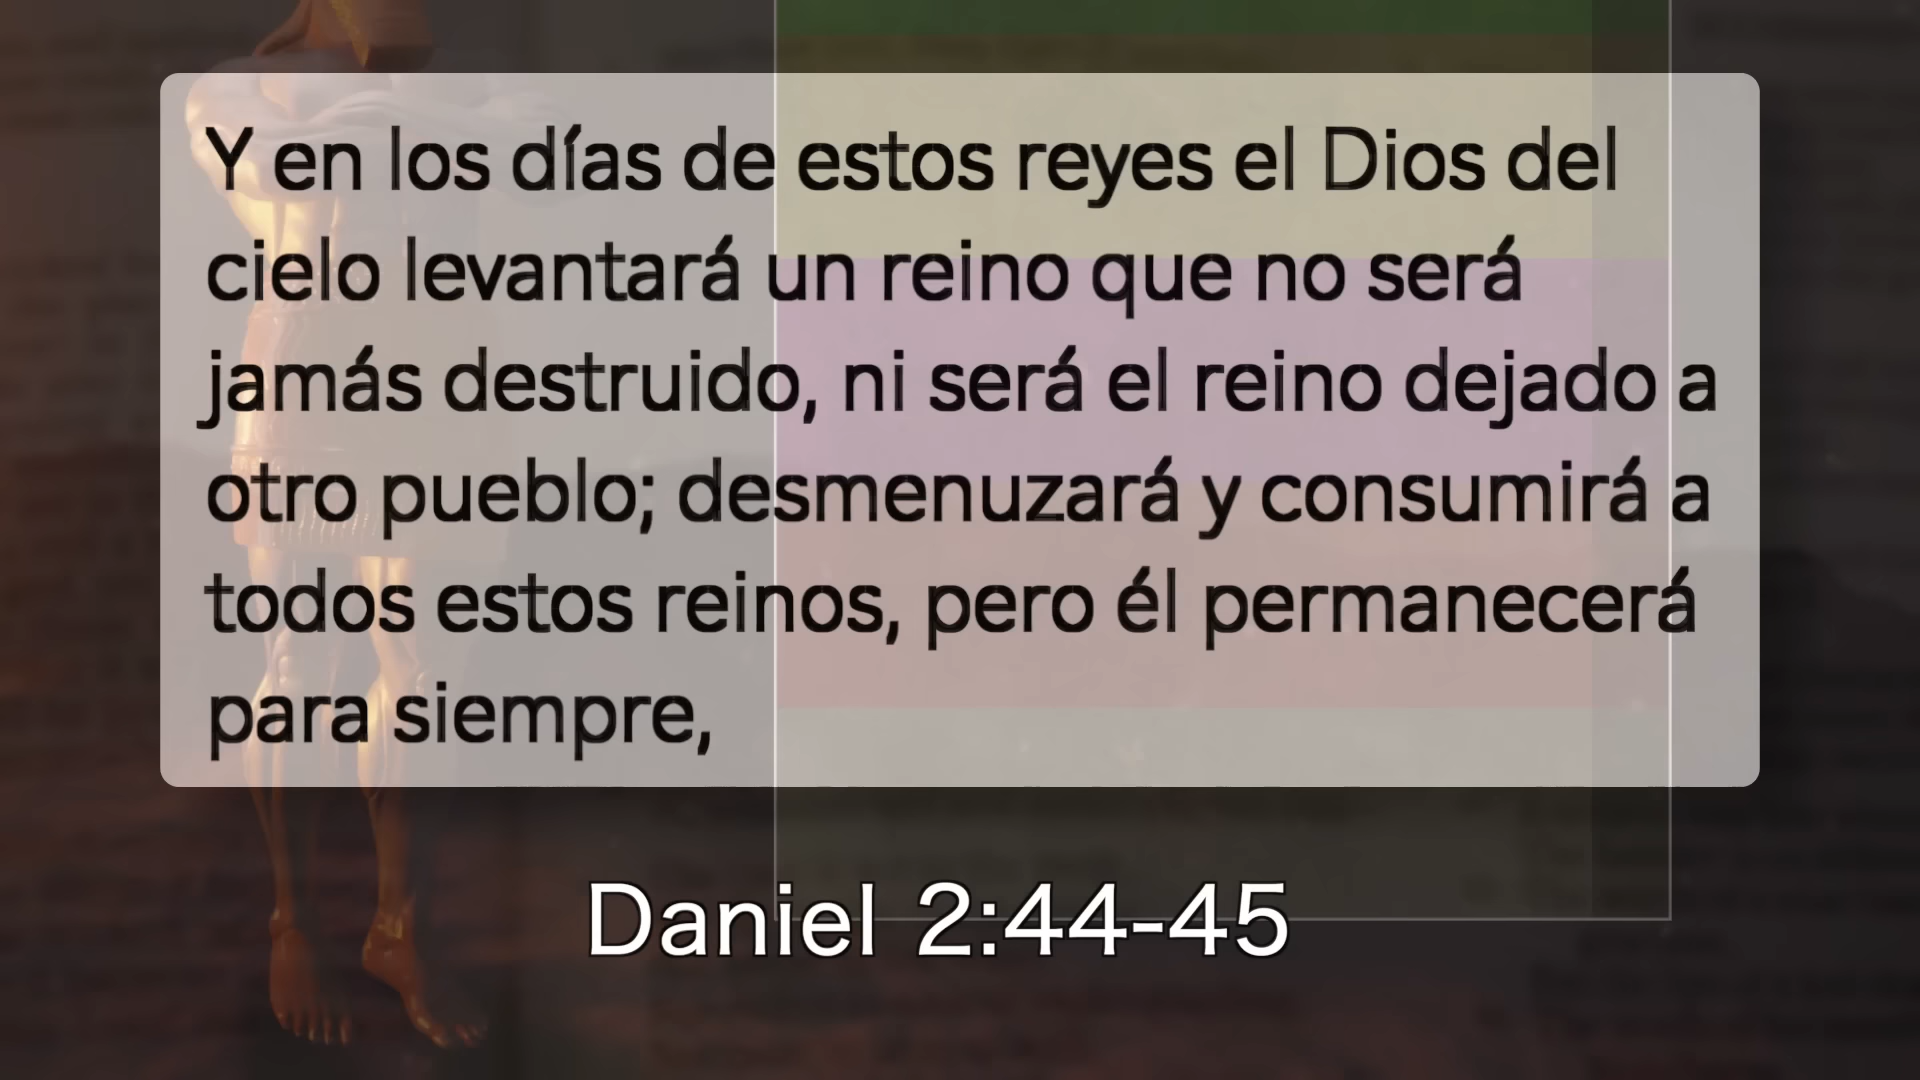 Y en los días de estos reyes el Dios del
cielo levantará un reino que no será
jamás destruido, ni será el reino dejado a
otro pueblo; desmenuzará y consumirá a
todos estos reinos, pero él permanecerá
para siempre,
Daniel 2:44-45